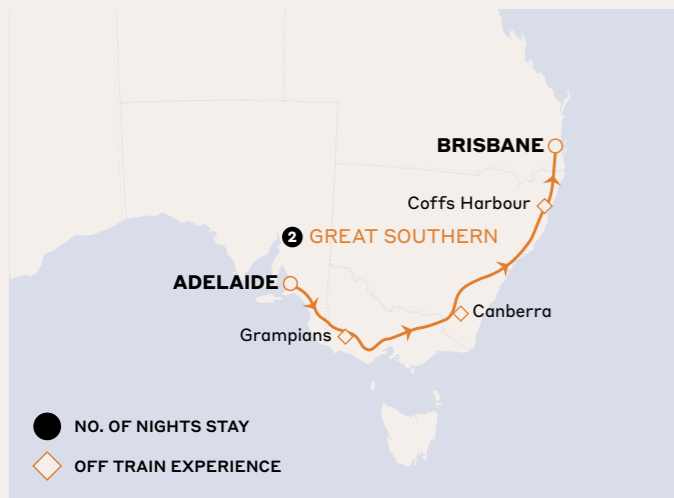 BRISBANE
Coffs Harbour
2 GREAT SOUTHERN
ADELAIDE
Canberra
Grampians
NO. OF NIGHTS STAY
OFF TRAIN EXPERIENCE